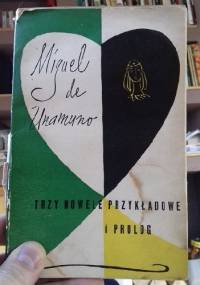 Miguel
de
Unamuno
TRZY NOWELE PRZYKŁADOWE
i PROLOG